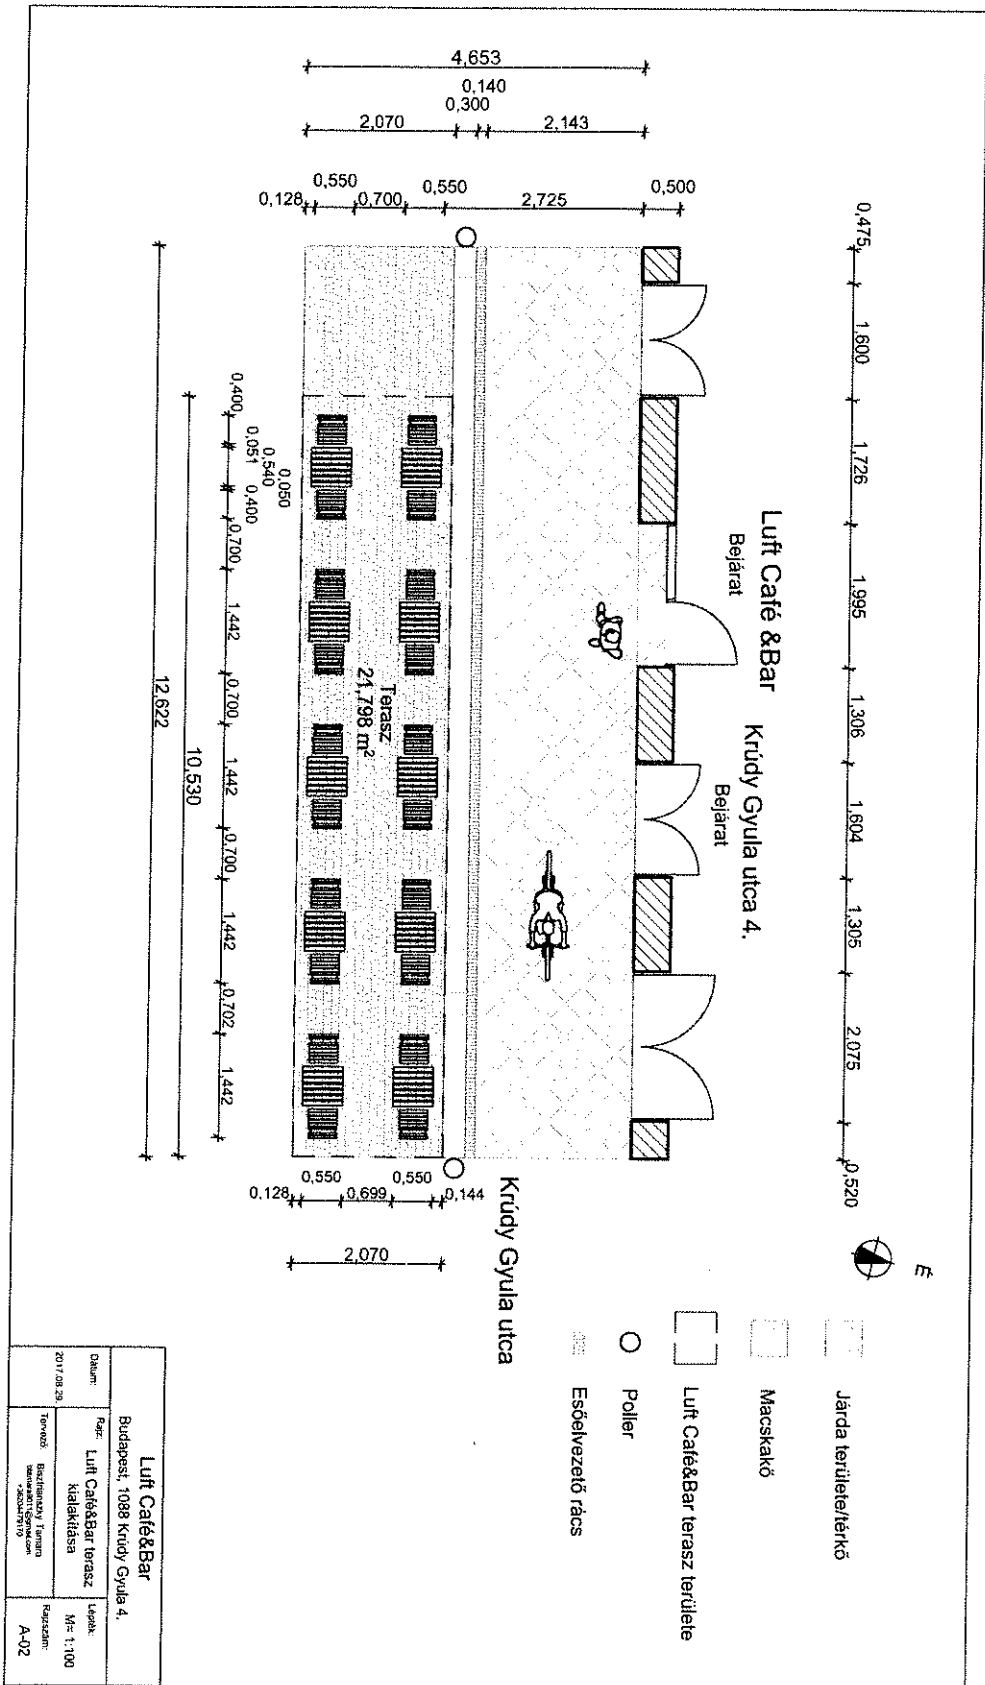 4,653
0,140
0,300
2,070
2,143
0,128
0,550
0,700
0,550
2,725
0,500
0,475
1,600
1,726
1,995
1,306
1,604
1,305
2,075
0,520
Luft Café &Bar
Bejárat
Krúdy Gyula utca 4.
Bejárat
0,400
0,051
0,540
0,050
0,400
0,700
1,442
0,700
1,442
0,700
1,442
0,702
1,442
Terasz
21,798 m²
10,530
12,622
0,128
0,550
0,699
0,550
0,144
2,070
Krúdy Gyula utca
É
Járda területe/térkő
Macskakő
Luft Café&Bar terasz területe
Poller
Esőelvezető rács
Luft Café&Bar
Budapest, 1088 Krúdy Gyula 4.
Dátum:
2017.08.29.
Rajz:
Luft Café&Bar terasz
kialakítása
Lépték:
M= 1:100
Tervező:
Tamara
Rajzszám:
A-02